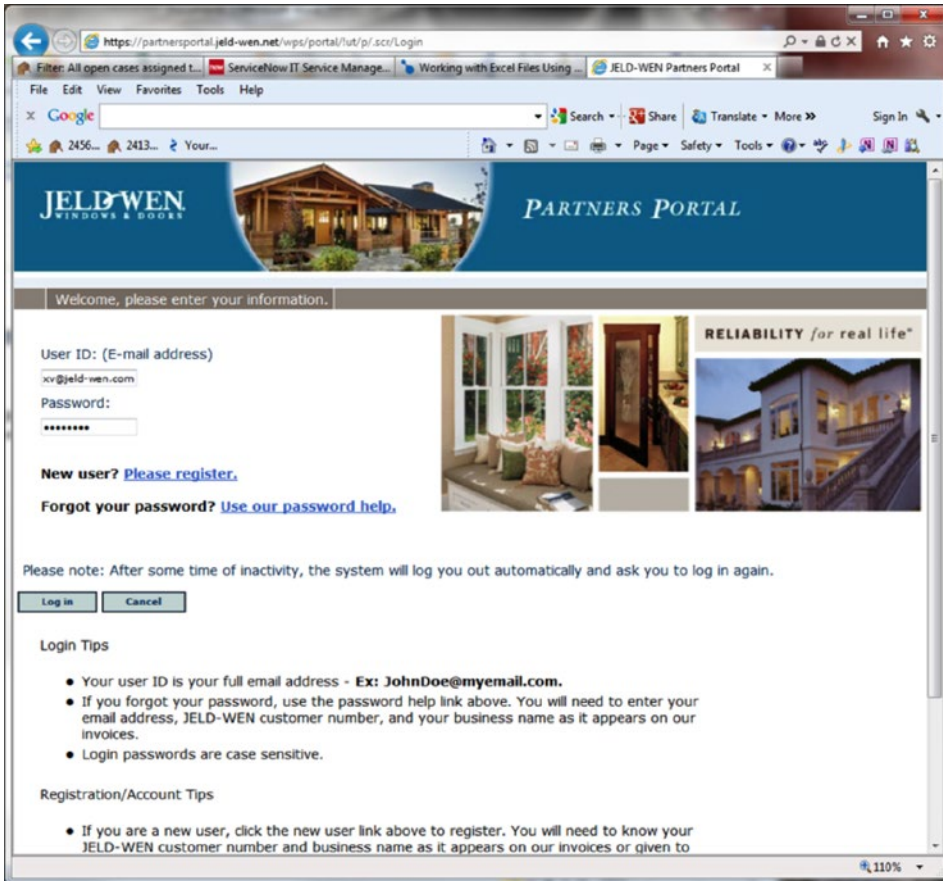 https://partnersportal.jeld-wen.net/wps/portal/!ut/p/.scr/Login
Filter: All open cases assigned t...
ServiceNow IT Service Manage...
Working with Excel Files Using ...
JELD-WEN Partners Portal
File Edit View Favorites Tools Help
x Google Search Share Translate More » Sign In
2456... 2413... Your... Page Safety Tools
JELD-WEN
WINDOWS & DOORS
PARTNERS PORTAL
Welcome, please enter your information.
RELIABILITY for real life®
User ID: (E-mail address)
xv@jeld-wen.com
Password:
••••••••
New user? Please register.
Forgot your password? Use our password help.
Please note: After some time of inactivity, the system will log you out automatically and ask you to log in again.
Log in Cancel
Login Tips
• Your user ID is your full email address - Ex: JohnDoe@myemail.com.
• If you forgot your password, use the password help link above. You will need to enter your
email address, JELD-WEN customer number, and your business name as it appears on our
invoices.
• Login passwords are case sensitive.
Registration/Account Tips
• If you are a new user, click the new user link above to register. You will need to know your
JELD-WEN customer number and business name as it appears on our invoices or given to
110%